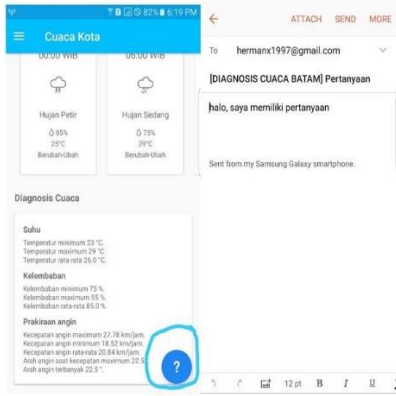 82% 6:19 PM
Cuaca Kota
00:00 WIB
06:00 WIB
Hujan Petir
Hujan Sedang
85%
75%
25°C
29°C
Berubah-Ubah
Berubah-Ubah
Diagnosis Cuaca
Suhu
Temperatur minimum 23 °C.
Temperatur maximum 29 °C.
Temperatur rata-rata 26.0 °C.
Kelembaban
Kelembaban minimum 75 %.
Kelembaban maximum 95 %.
Kelembaban rata-rata 85.0 %.
Prakiraan angin
Kecepatan angin maximum 27.78 km/jam.
Kecepatan angin minimum 18.52 km/jam.
Kecepatan angin rata-rata 20.84 km/jam.
Arah angin saat kecepatan maximum 22.5
Arah angin terbanyak 22.5 °.
?
ATTACH SEND MORE
To hermanx1997@gmail.com
[DIAGNOSIS CUACA BATAM] Pertanyaan
halo, saya memiliki pertanyaan
Sent from my Samsung Galaxy smartphone.
12 pt B I U